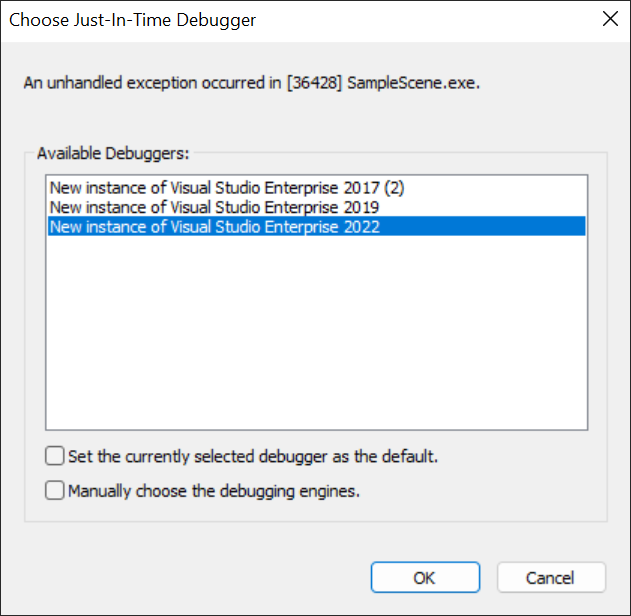 Choose Just-In-Time Debugger
An unhandled exception occurred in [36428] SampleScene.exe.
Available Debuggers:
New instance of Visual Studio Enterprise 2017 (2)
New instance of Visual Studio Enterprise 2019
New instance of Visual Studio Enterprise 2022
Set the currently selected debugger as the default.
Manually choose the debugging engines.
OK
Cancel